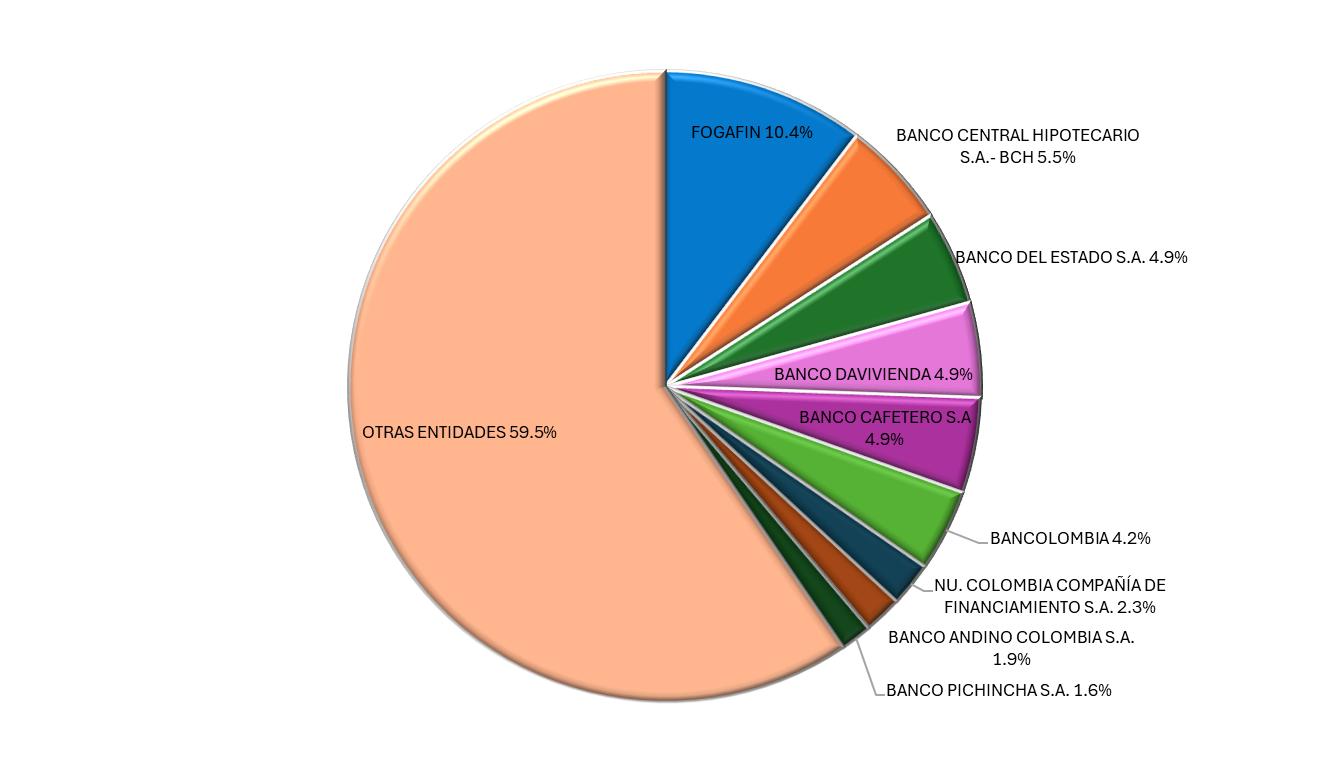 FOGAFIN 10.4%
BANCO CENTRAL HIPOTECARIO
S.A.- BCH 5.5%
BANCO DEL ESTADO S.A. 4.9%
BANCO DAVIVIENDA 4.9%
BANCO CAFETERO S.A
4.9%
OTRAS ENTIDADES 59.5%
BANCOLOMBIA 4.2%
NU. COLOMBIA COMPAÑÍA DE
FINANCIAMIENTO S.A. 2.3%
BANCO ANDINO COLOMBIA S.A.
1.9%
BANCO PICHINCHA S.A. 1.6%